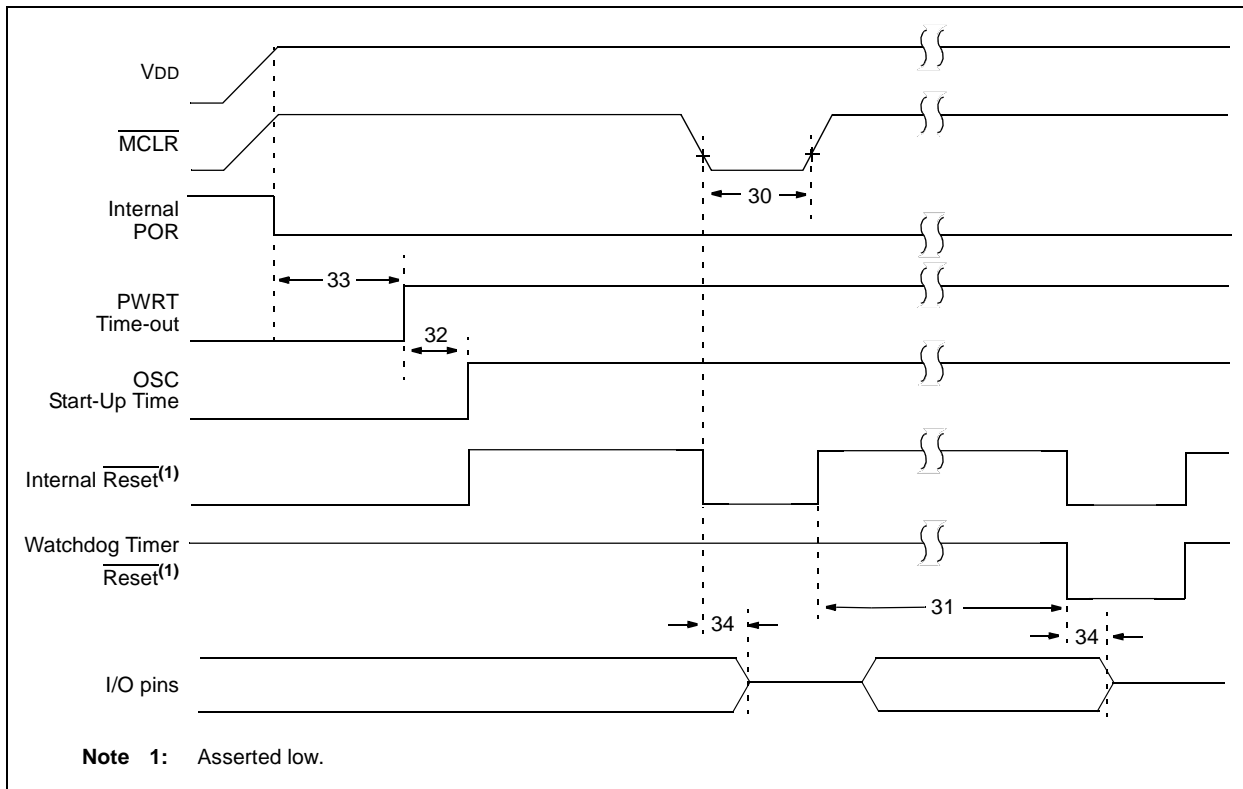 VDD
MCLR
30
Internal
POR
33
PWRT
Time-out
32
OSC
Start-Up Time
Internal Reset(1)
Watchdog Timer
Reset(1)
31
34
34
I/O pins
Note 1: Asserted low.